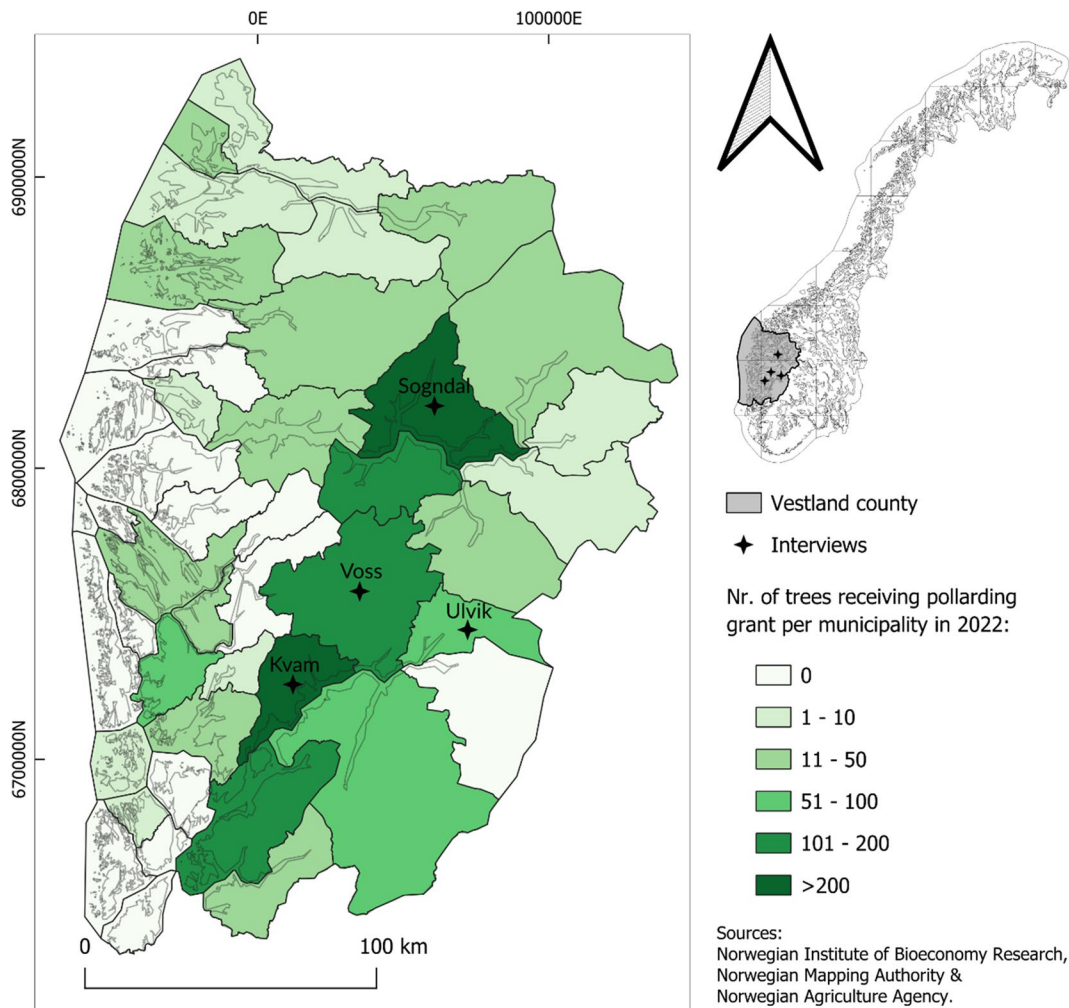 0E
100000E
6900000N
6800000N
6700000N
Sogndal
Voss
Ulvik
Kvam
0
100 km
Vestland county
Interviews
Nr. of trees receiving pollarding
grant per municipality in 2022:
0
1 - 10
11 - 50
51 - 100
101 - 200
>200
Sources:
Norwegian Institute of Bioeconomy Research,
Norwegian Mapping Authority &
Norwegian Agriculture Agency.